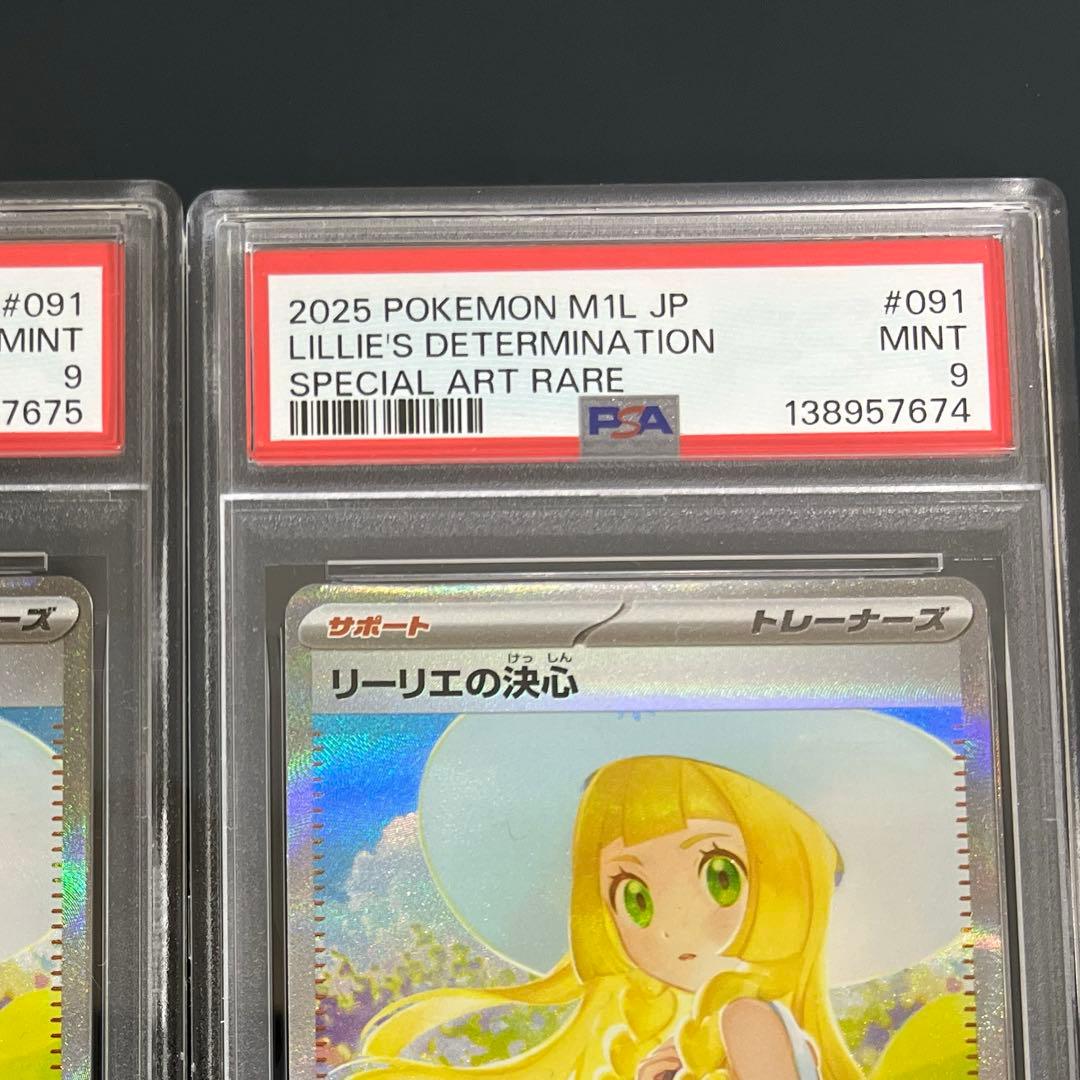 #091
MINT
9
7675
ーズ
2025 POKEMON M1L JP #091
LILLIE'S DETERMINATION MINT
SPECIAL ART RARE 9
PSA 138957674
サポート トレーナーズ
けっ しん
リーリエの決心